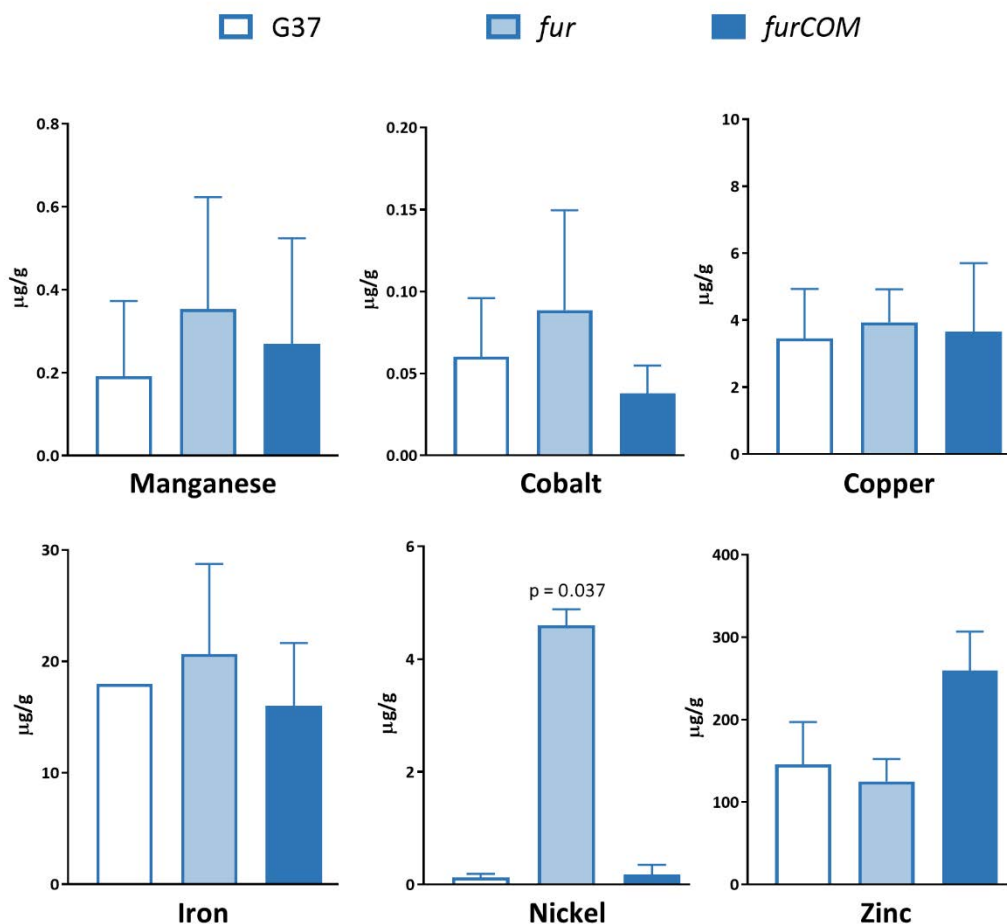 G37 fur furCOM
0.8
0.6
0.4
0.2
0.0
μg/g
Manganese
0.20
0.15
0.10
0.05
0.00
μg/g
Cobalt
10
8
6
4
2
0
μg/g
Copper
30
20
10
0
μg/g
Iron
6
4
2
0
μg/g
p = 0.037
Nickel
400
300
200
100
0
μg/g
Zinc